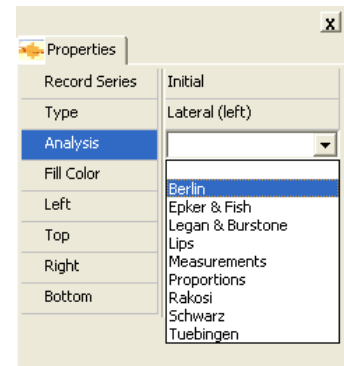 x
Properties
Record Series Initial
Type Lateral (left)
Analysis
Fill Color
Left
Top
Right
Bottom
Berlin
Epker & Fish
Legan & Burstone
Lips
Measurements
Proportions
Rakosi
Schwarz
Tuebingen